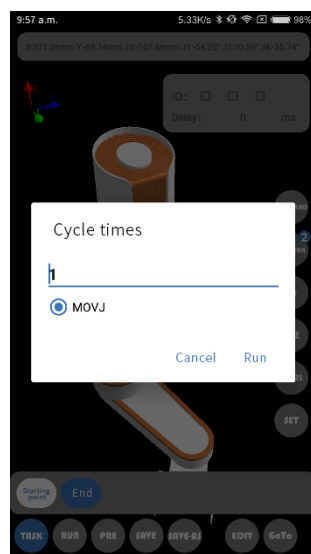 9:57 a.m.
5.33K/s
98%
X:371.26mm Y:-68.14mm J3:-107.66mm J1:-54.25° J2:70.50° J4:-35.74°
IO:
Delay: 0 ms
Cycle times
2
1
MOVJ
Cancel Run
SET
Starting
point
End
TASK RUN PRE SAVE SAVE-AS EDIT GoTo